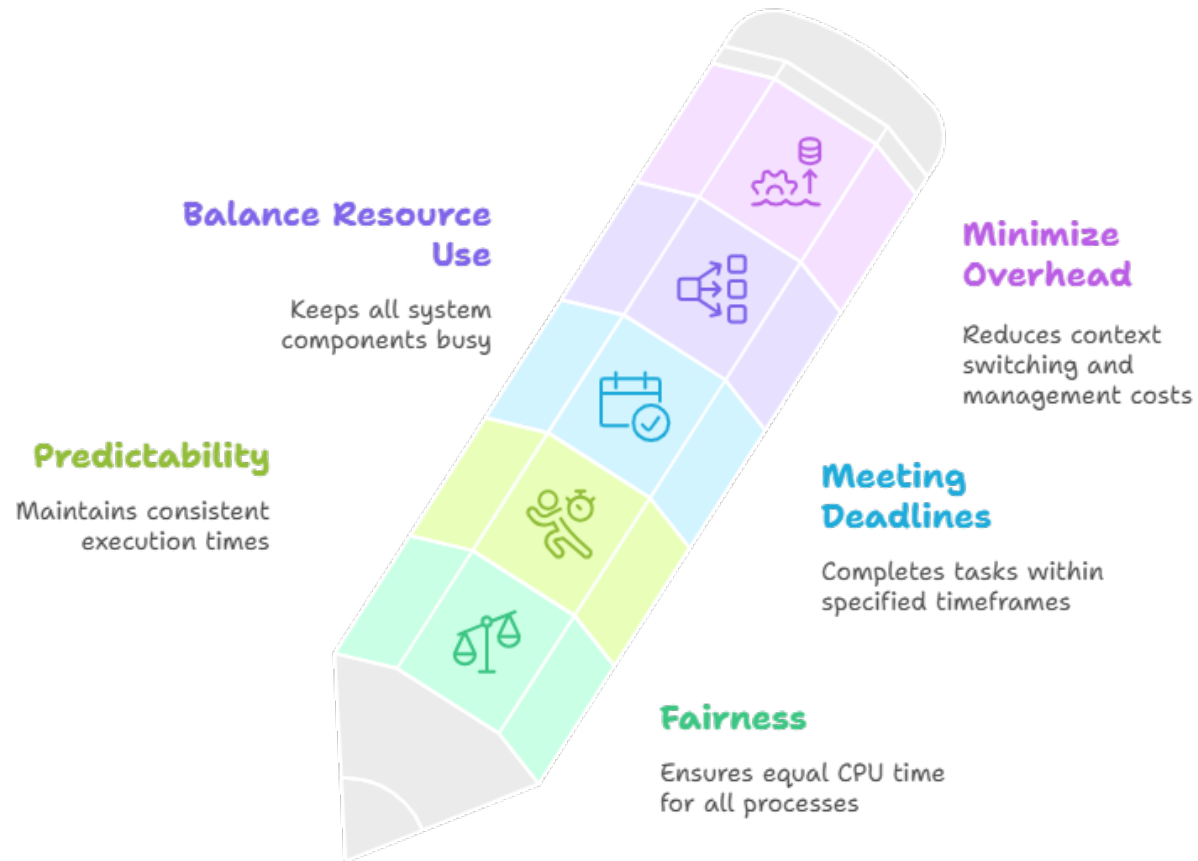 Balance Resource
Use
Keeps all system
components busy
Minimize
Overhead
Reduces context
switching and
management costs
Predictability
Maintains consistent
execution times
Meeting
Deadlines
Completes tasks within
specified timeframes
Fairness
Ensures equal CPU time
for all processes